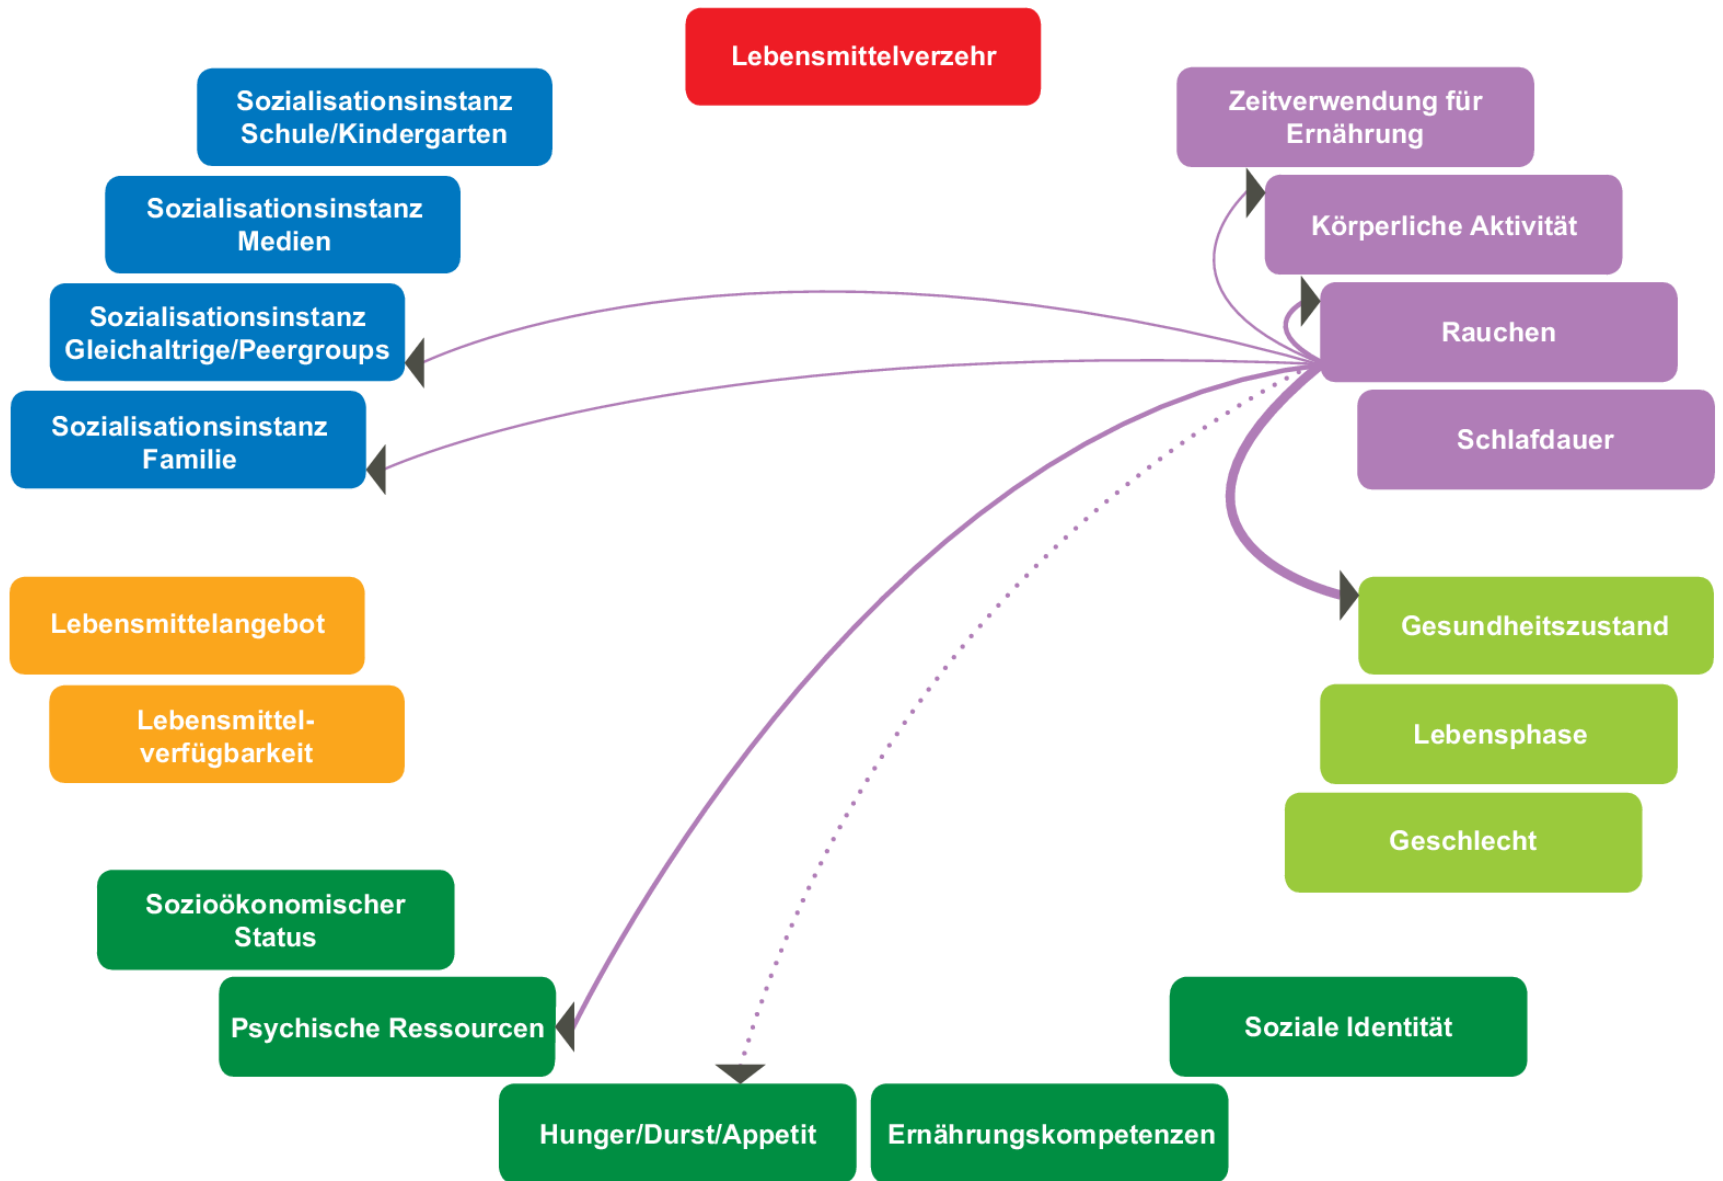 Lebensmittelverzehr
Sozialisationsinstanz
Schule/Kindergarten
Zeitverwendung für
Ernährung
Sozialisationsinstanz
Medien
Körperliche Aktivität
Sozialisationsinstanz
Gleichaltrige/Peergroups
Rauchen
Sozialisationsinstanz
Familie
Schlafdauer
Lebensmittelangebot
Gesundheitszustand
Lebensmittel-
verfügbarkeit
Lebensphase
Geschlecht
Sozioökonomischer
Status
Psychische Ressourcen
Soziale Identität
Hunger/Durst/Appetit
Ernährungskompetenzen